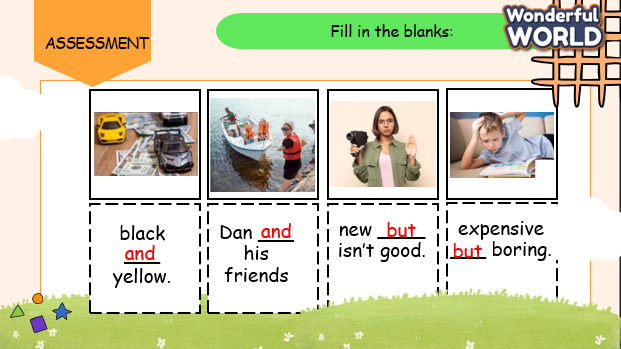 ASSESSMENT
Fill in the blanks:
Wonderful
WORLD
black
and
yellow.
Dan and
his
friends
new but
isn't good.
expensive
but boring.